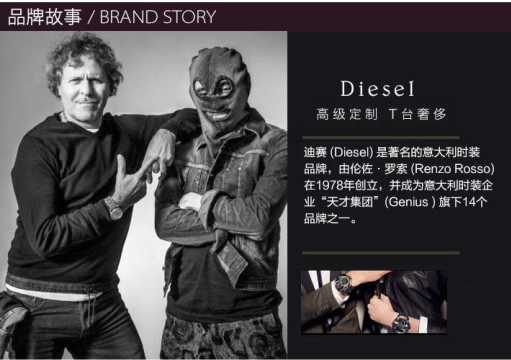 品牌故事 / BRAND STORY
Diesel
高级定制 T台奢侈
迪赛 (Diesel) 是著名的意大利时装
品牌，由伦佐 · 罗索 (Renzo Rosso)
在1978年创立，并成为意大利时装企
业“天才集团”(Genius ) 旗下14个
品牌之一。